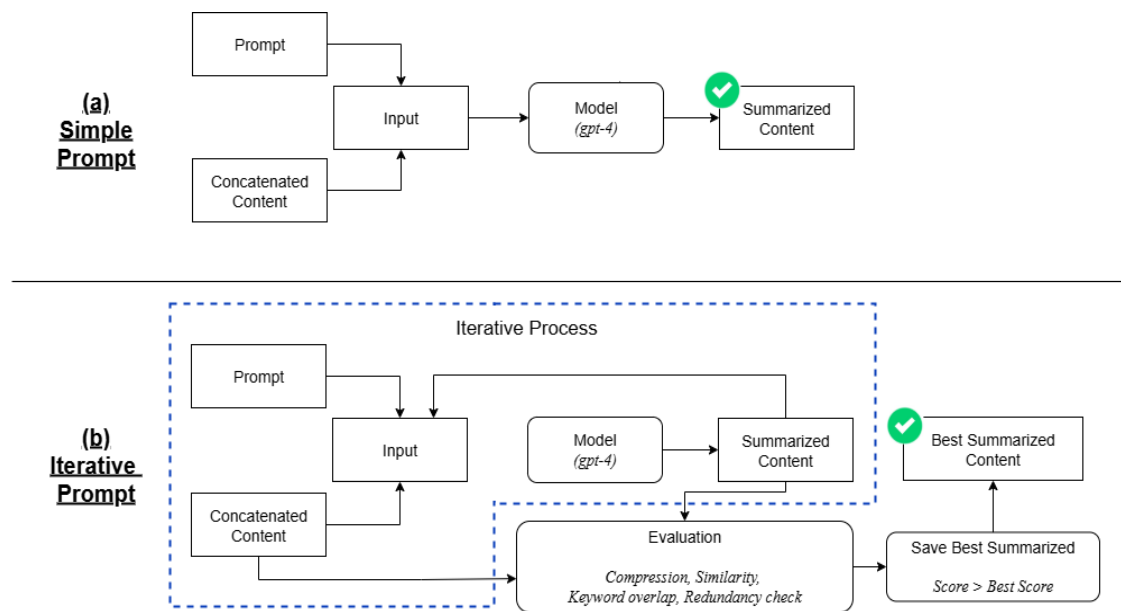 (a)
Simple
Prompt
Prompt
Input
Concatenated
Content
Model
(gpt-4)
Summarized
Content
(b)
Iterative
Prompt
Iterative Process
Prompt
Input
Concatenated
Content
Model
(gpt-4)
Summarized
Content
Evaluation
Compression, Similarity,
Keyword overlap, Redundancy check
Save Best Summarized
Score > Best Score
Best Summarized
Content